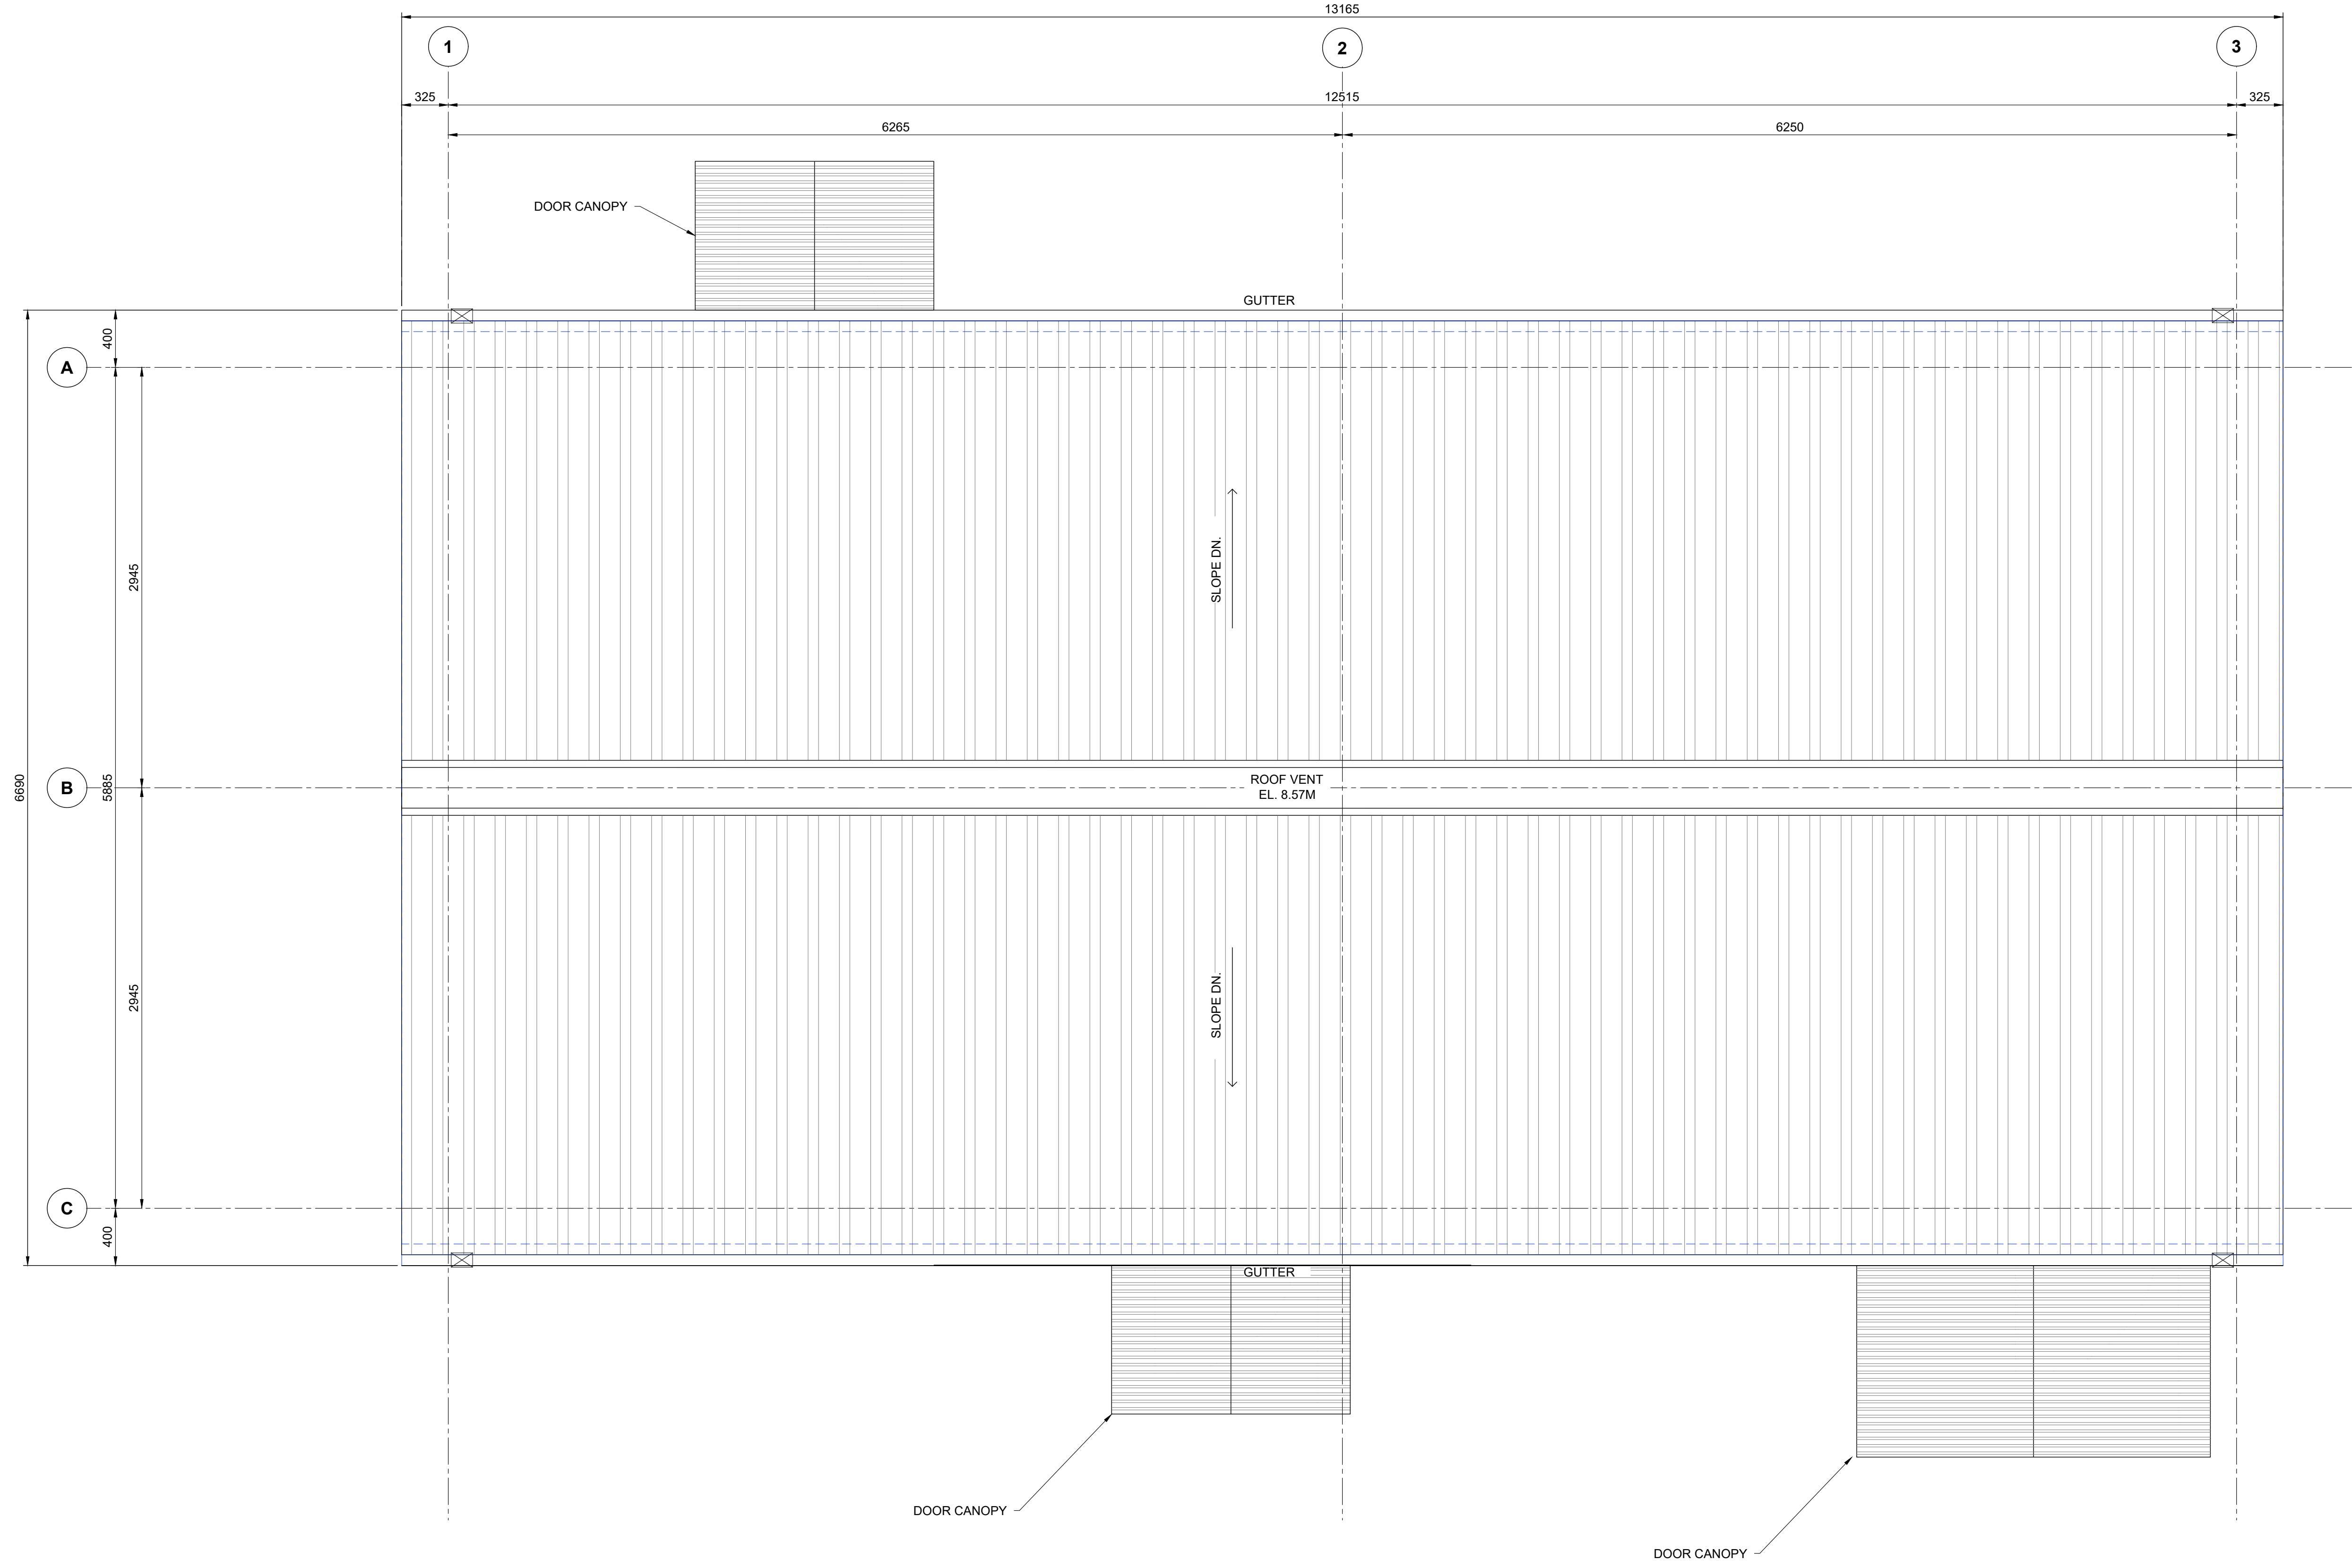 13165
1
2
3
325
12515
325
6265
6250
DOOR CANOPY
GUTTER
400
A
2945
SLOPE DN.
6690
B
5885
ROOF VENT
EL. 8.57M
2945
SLOPE DN.
C
400
GUTTER
DOOR CANOPY
DOOR CANOPY